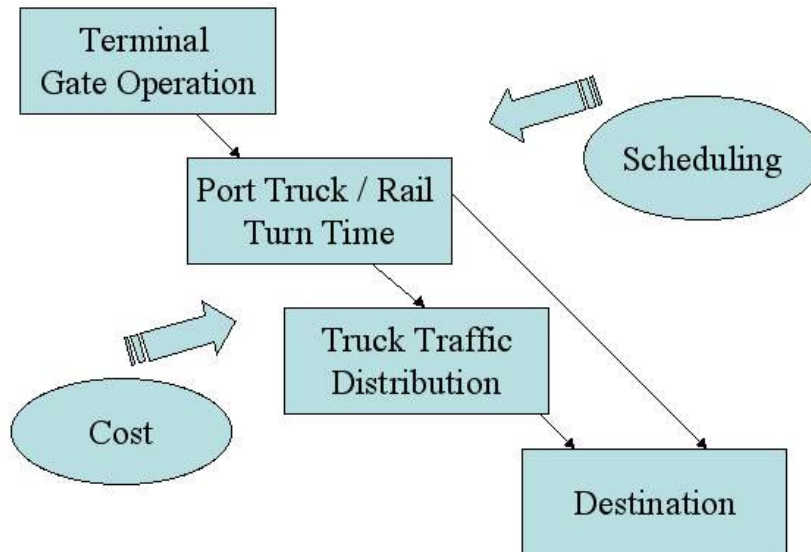 Terminal
Gate Operation
Scheduling
Port Truck / Rail
Turn Time
Truck Traffic
Distribution
Cost
Destination